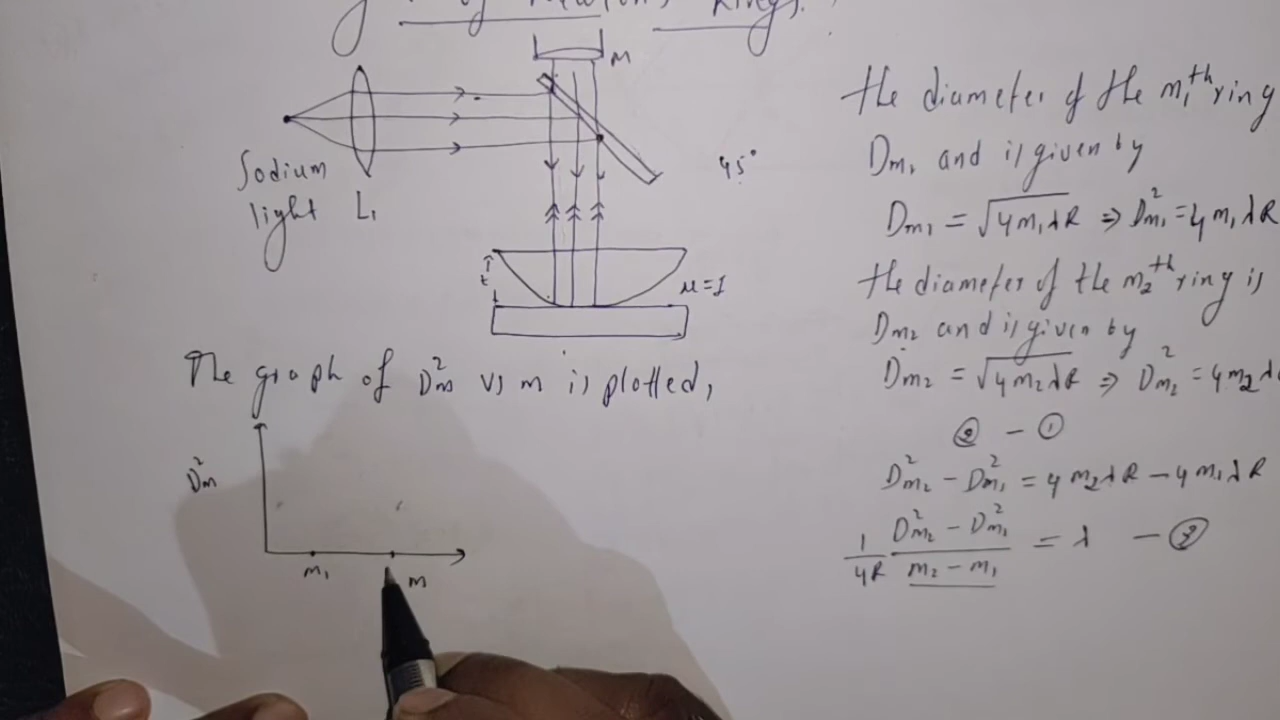 of Newton's Rings.
M
Sodium
light L₁
45°
t
μ=1
The graph of D²m vs m is plotted,
D²m
m₁
m
the diameter of the m₁th ring
Dm₁ and is given by
Dm₁ = √4m₁λR ⇒ D²m₁ = 4m₁λR
the diameter of the m₂th ring is
Dm₂ and is given by
Dm₂ = √4m₂λR ⇒ D²m₂ = 4m₂λ
② - ①
D²m₂ - D²m₁ = 4m₂λR - 4m₁λR
1/4R (D²m₂ - D²m₁)/(m₂ - m₁) = λ - ③